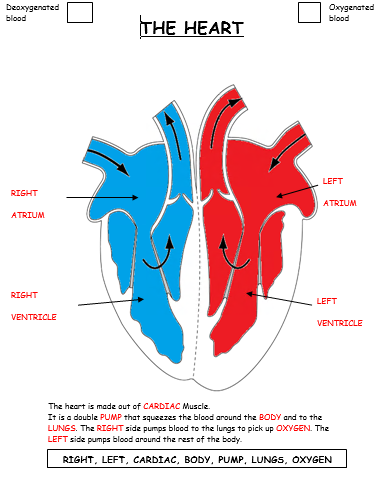 Deoxygenated
blood
Oxygenated
blood
THE HEART
RIGHT
ATRIUM
LEFT
ATRIUM
RIGHT
VENTRICLE
LEFT
VENTRICLE
The heart is made out of CARDIAC Muscle.
It is a double PUMP that squeezes the blood around the BODY and to the
LUNGS. The RIGHT side pumps blood to the lungs to pick up OXYGEN. The
LEFT side pumps blood around the rest of the body.
RIGHT, LEFT, CARDIAC, BODY, PUMP, LUNGS, OXYGEN